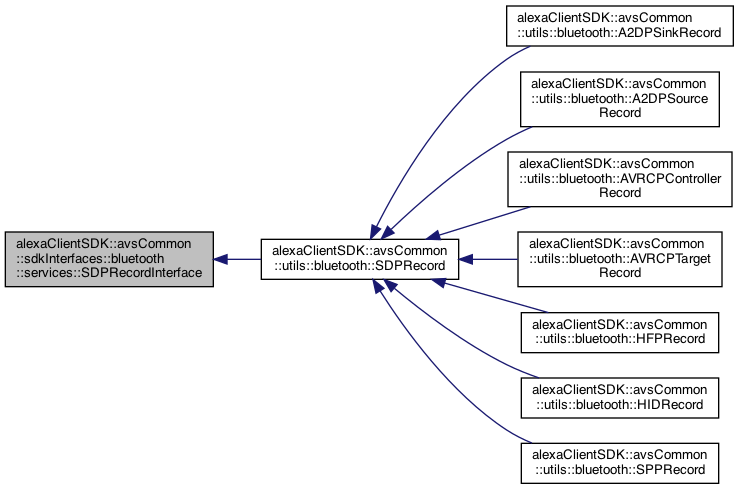 alexaClientSDK::avsCommon
::sdkInterfaces::bluetooth
::services::SDPRecordInterface
alexaClientSDK::avsCommon
::utils::bluetooth::SDPRecord
alexaClientSDK::avsCommon
::utils::bluetooth::A2DPSinkRecord
alexaClientSDK::avsCommon
::utils::bluetooth::A2DPSource
Record
alexaClientSDK::avsCommon
::utils::bluetooth::AVRCPController
Record
alexaClientSDK::avsCommon
::utils::bluetooth::AVRCPTarget
Record
alexaClientSDK::avsCommon
::utils::bluetooth::HFPRecord
alexaClientSDK::avsCommon
::utils::bluetooth::HIDRecord
alexaClientSDK::avsCommon
::utils::bluetooth::SPPRecord